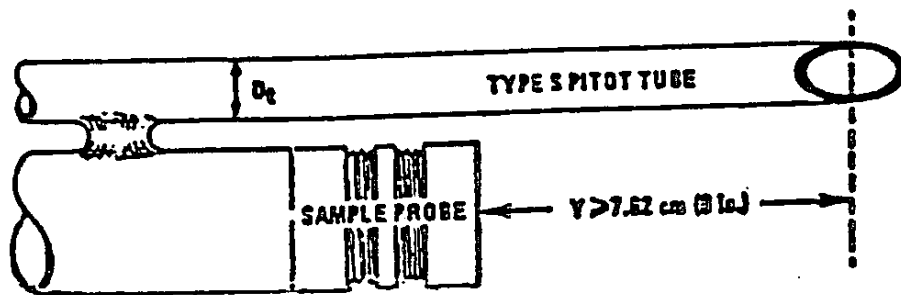 Dt
TYPE S PITOT TUBE
SAMPLE PROBE
Y>7.62 cm (3 in.)